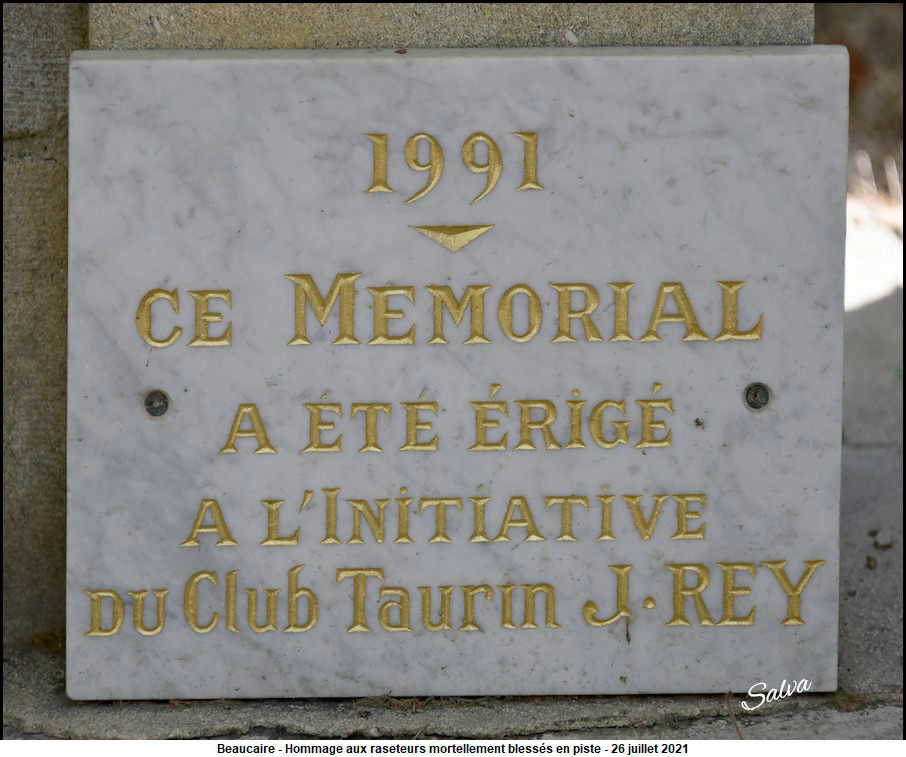 1991
CE MEMORIAL
A ÉTÉ ÉRIGÉ
A L'INiTiATiVE
DU Club Taurin J. REY
Salva
Beaucaire - Hommage aux raseteurs mortellement blessés en piste - 26 juillet 2021